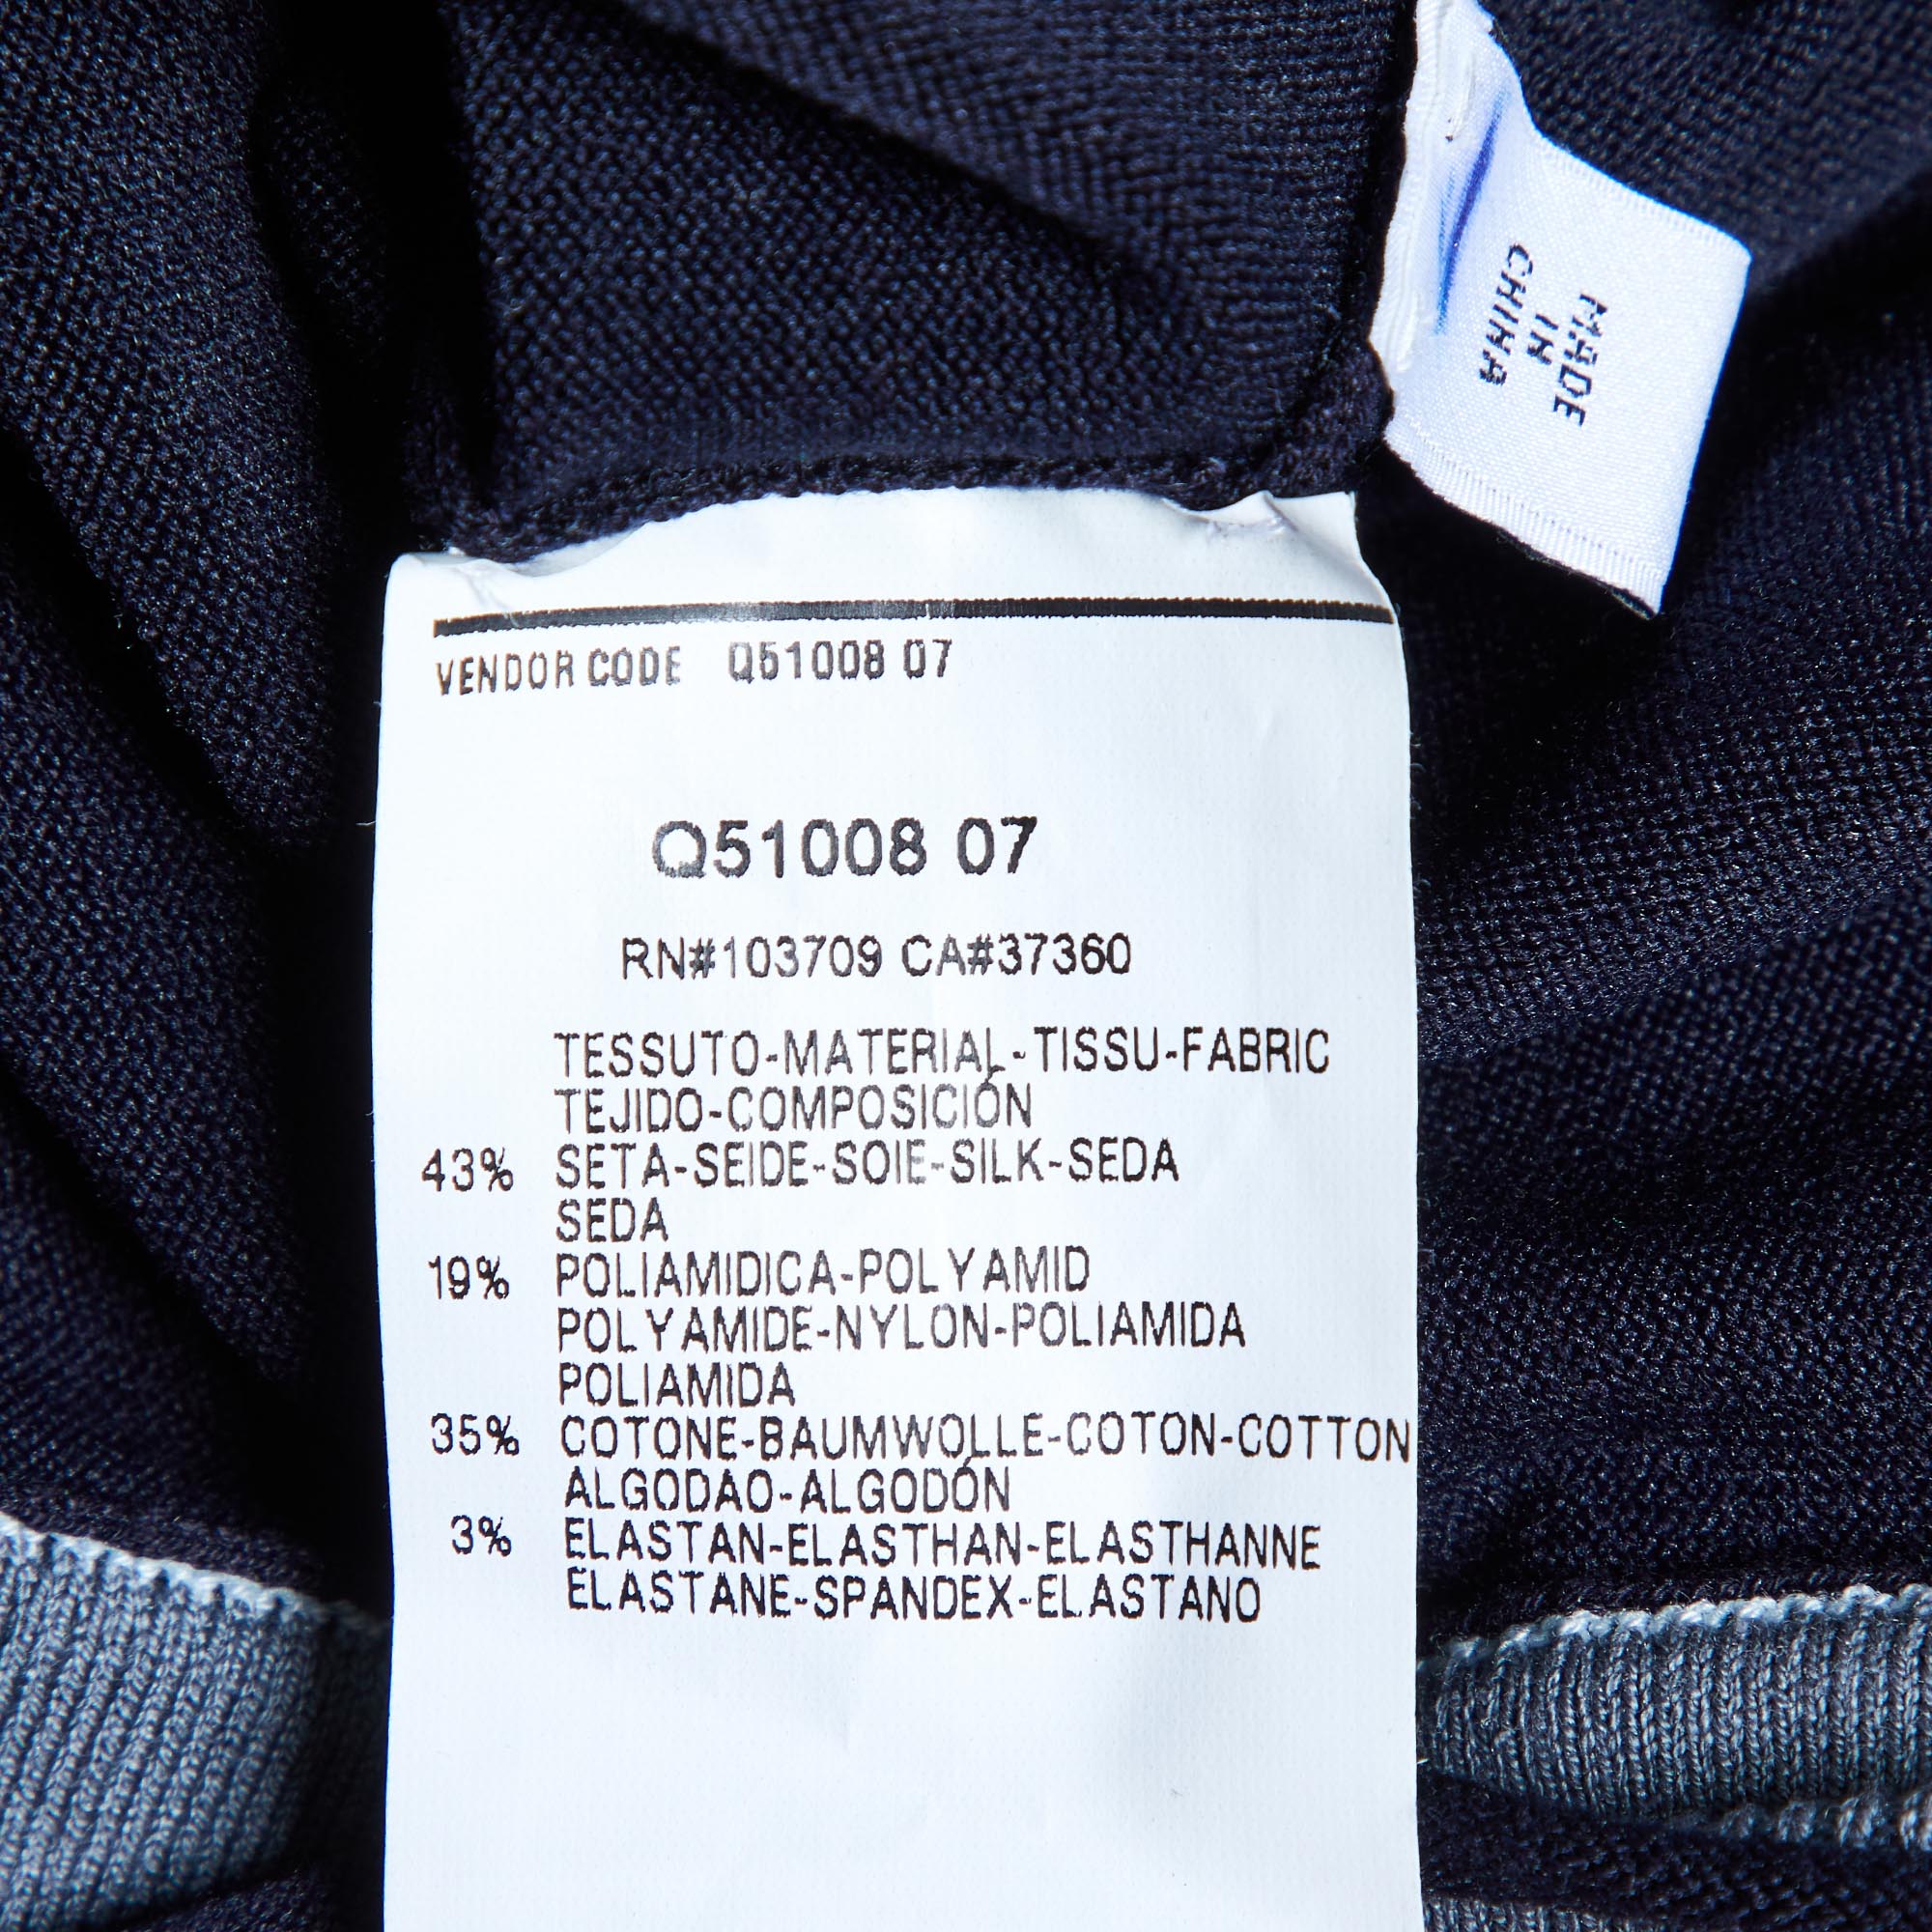 MADE
IN
CHINA
VENDOR CODE Q51008 07
Q51008 07
RN#103709 CA#37360
TESSUTO-MATERIAL-TISSU-FABRIC
TEJIDO-COMPOSICIÓN
43% SETA-SEIDE-SOIE-SILK-SEDA
SEDA
19% POLIAMIDICA-POLYAMID
POLYAMIDE-NYLON-POLIAMIDA
POLIAMIDA
35% COTONE-BAUMWOLLE-COTON-COTTON
ALGODAO-ALGODÓN
3% ELASTAN-ELASTHAN-ELASTHANNE
ELASTANE-SPANDEX-ELASTANO